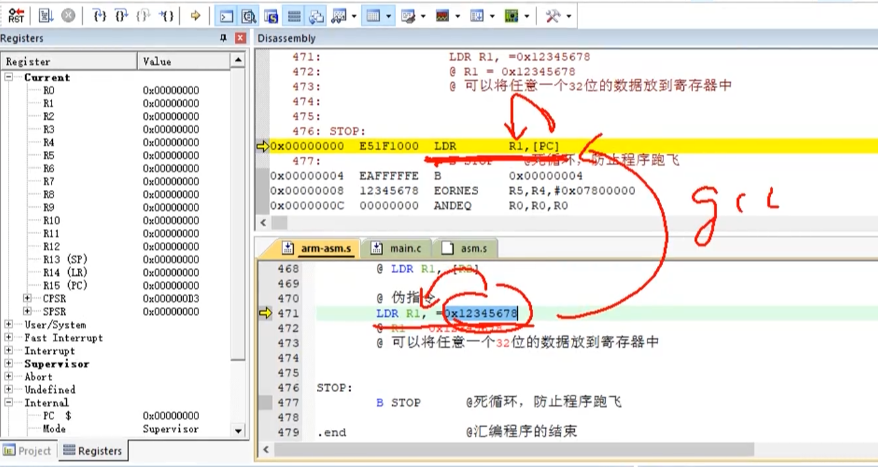 RST
Registers
Register Value
Current
R0 0x00000000
R1 0x00000000
R2 0x00000000
R3 0x00000000
R4 0x00000000
R5 0x00000000
R6 0x00000000
R7 0x00000000
R8 0x00000000
R9 0x00000000
R10 0x00000000
R11 0x00000000
R12 0x00000000
R13 (SP) 0x00000000
R14 (LR) 0x00000000
R15 (PC) 0x00000000
CPSR 0x000000D3
SPSR 0x00000000
User/System
Fast Interrupt
Interrupt
Supervisor
Abort
Undefined
Internal
PC $ 0x00000000
Mode Supervisor
Project Registers
Disassembly
471: LDR R1, =0x12345678
472: @ R1 = 0x12345678
473: @ 可以将任意一个32位的数据放到寄存器中
474:
475:
476: STOP:
0x00000000 E51F1000 LDR R1,[PC]
477: B STOP @死循环，防止程序跑飞
0x00000004 EAFFFFFE B 0x00000004
0x00000008 12345678 EORNES R5,R4,#0x07800000
0x0000000C 00000000 ANDEQ R0,R0,R0
gcc
arm-asm.s main.c asm.s
468 @ LDR R1, [R2]
469
470 @ 伪指令
471 LDR R1, =0x12345678
472 @ R1 = 0x12345678
473 @ 可以将任意一个32位的数据放到寄存器中
474
475
476 STOP:
477 B STOP @死循环，防止程序跑飞
478
479 .end @汇编程序的结束